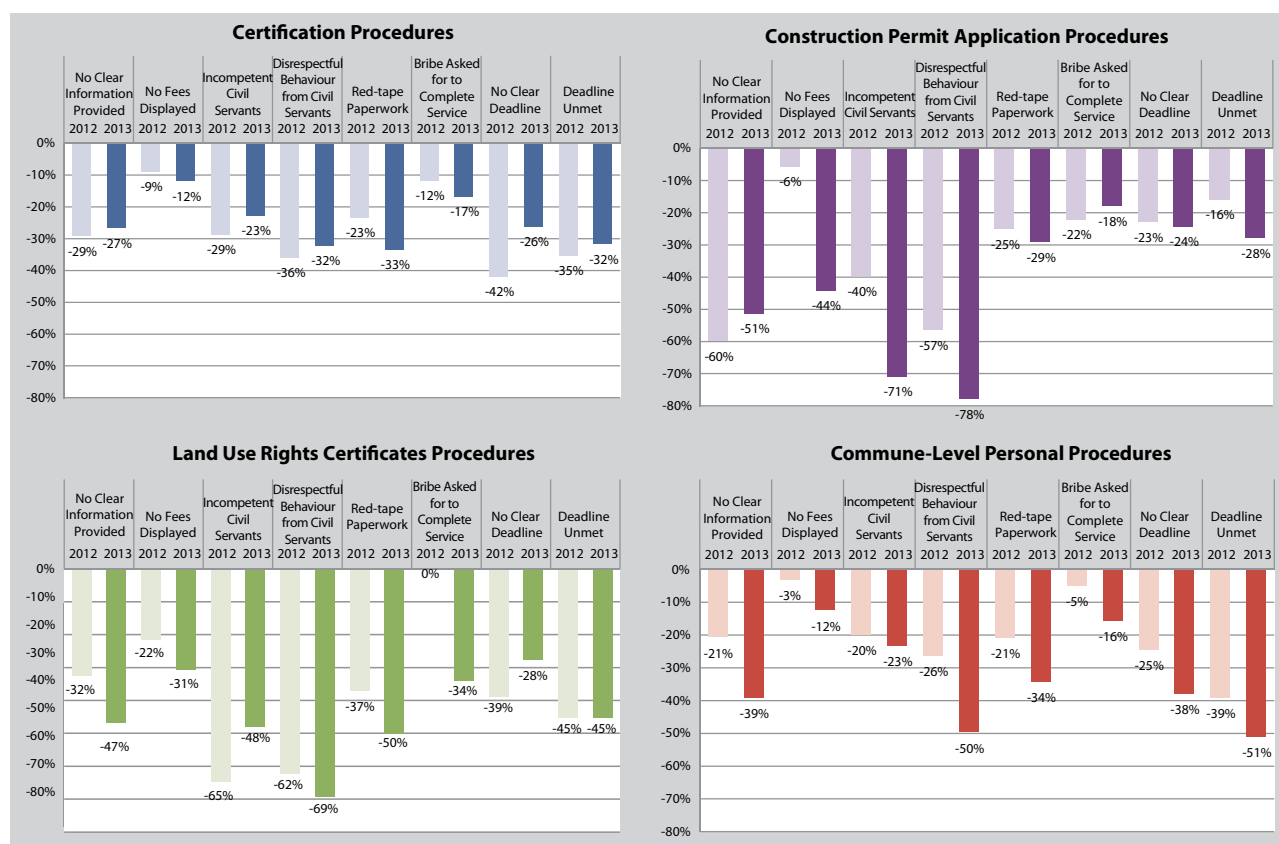 Certification Procedures
No Clear
Information
Provided
No Fees
Displayed
Incompetent
Civil
Servants
Disrespectful
Behaviour
from Civil
Servants
Red-tape
Paperwork
Bribe Asked
for to
Complete
Service
No Clear
Deadline
Deadline
Unmet
2012 2013 2012 2013 2012 2013 2012 2013 2012 2013 2012 2013 2012 2013 2012 2013
0%
-10%
-20%
-30%
-40%
-50%
-60%
-70%
-80%
-29% -27% -9% -12% -29% -23% -36% -32% -23% -33% -12% -17% -42% -26% -35% -32%
Construction Permit Application Procedures
No Clear
Information
Provided
No Fees
Displayed
Incompetent
Civil Servants
Disrespectful
Behaviour
from Civil
Servants
Red-tape
Paperwork
Bribe Asked
for to
Complete
Service
No Clear
Deadline
Deadline
Unmet
2012 2013 2012 2013 2012 2013 2012 2013 2012 2013 2012 2013 2012 2013 2012 2013
0%
-10%
-20%
-30%
-40%
-50%
-60%
-70%
-80%
-60% -51% -6% -44% -40% -71% -57% -78% -25% -29% -22% -18% -23% -24% -16% -28%
Land Use Rights Certificates Procedures
No Clear
Information
Provided
No Fees
Displayed
Incompetent
Civil
Servants
Disrespectful
Behaviour
from Civil
Servants
Red-tape
Paperwork
Bribe Asked
for to
Complete
Service
No Clear
Deadline
Deadline
Unmet
2012 2013 2012 2013 2012 2013 2012 2013 2012 2013 2012 2013 2012 2013 2012 2013
0%
-10%
-20%
-30%
-40%
-50%
-60%
-70%
-80%
-32% -47% -22% -31% -65% -48% -62% -69% -37% -50% 0% -34% -39% -28% -45% -45%
Commune-Level Personal Procedures
No Clear
Information
Provided
No Fees
Displayed
Incompetent
Civil
Servants
Disrespectful
Behaviour
from Civil
Servants
Red-tape
Paperwork
Bribe Asked
for to
Complete
Service
No Clear
Deadline
Deadline
Unmet
2012 2013 2012 2013 2012 2013 2012 2013 2012 2013 2012 2013 2012 2013 2012 2013
0%
-10%
-20%
-30%
-40%
-50%
-60%
-70%
-80%
-21% -39% -3% -12% -20% -23% -26% -50% -21% -34% -5% -16% -25% -38% -39% -51%